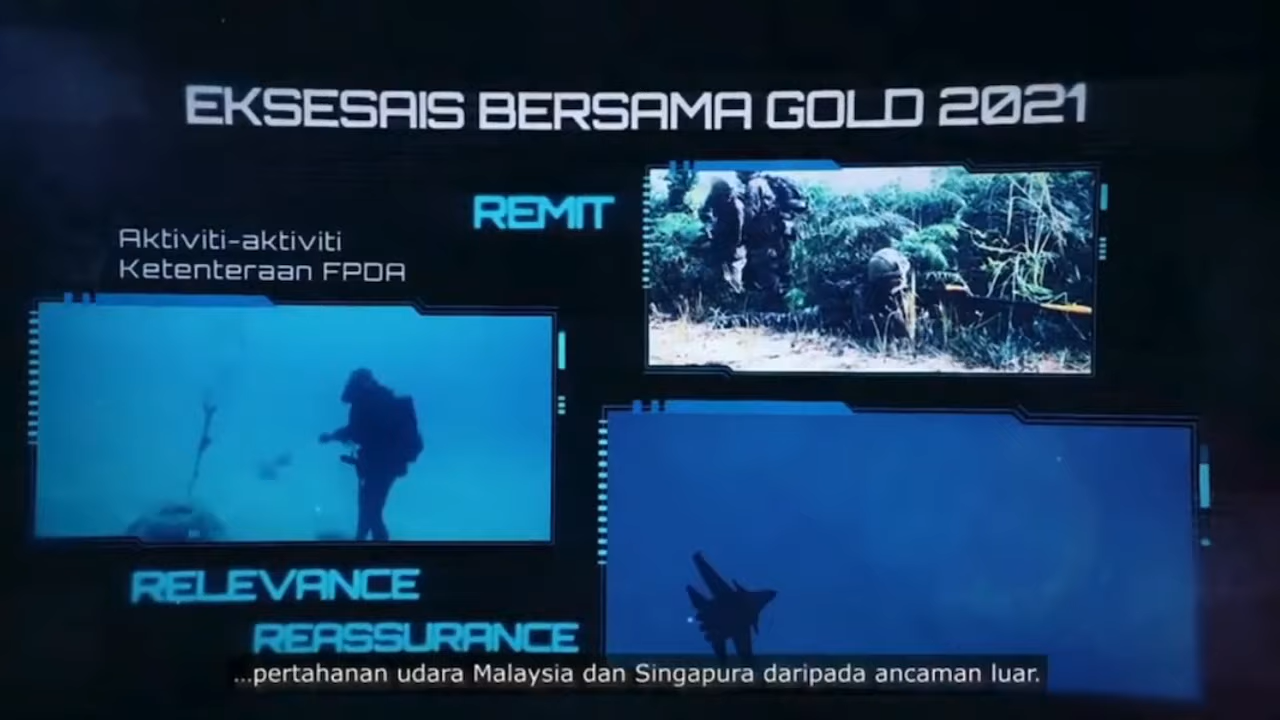 EKSESAIS BERSAMA GOLD 2021
REMIT
Aktiviti-aktiviti
Ketenteraan FPDA
RELEVANCE
REASSURANCE
...pertahanan udara Malaysia dan Singapura daripada ancaman luar.